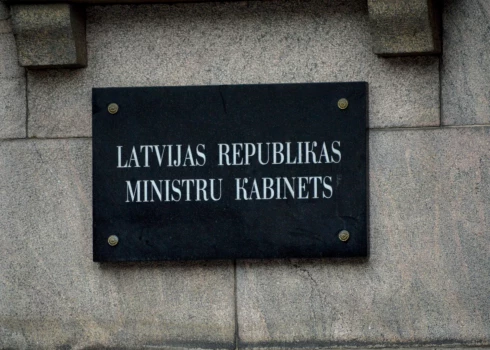 LATVIJAS REPUBLIKAS
MINISTRU KABINETS